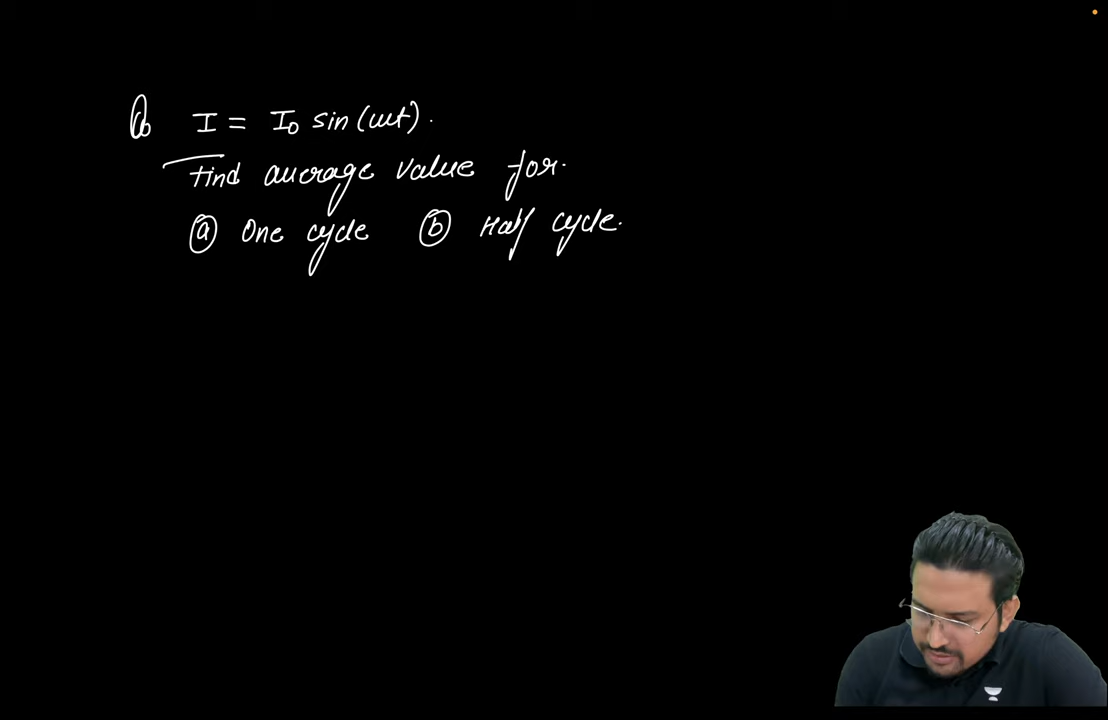 Q I = I₀ sin(ωt).
Find average value for.
ⓐ One cycle ⓑ Half cycle.